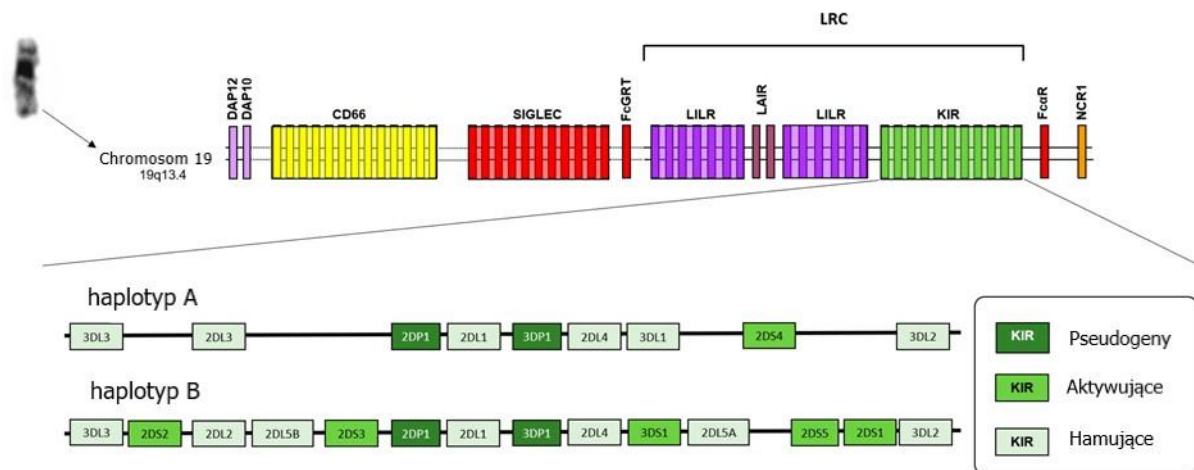 LRC
DAP12
DAP10
CD66
SIGLEC
FcGRT
LILR
LAIR
LILR
KIR
FcαR
NCR1
Chromosom 19
19q13.4
haplotyp A
3DL3 2DL3 2DP1 2DL1 3DP1 2DL4 3DL1 2DS4 3DL2
haplotyp B
3DL3 2DS2 2DL2 2DL5B 2DS3 2DP1 2DL1 3DP1 2DL4 3DS1 2DL5A 2DS5 2DS1 3DL2
KIR Pseudogeny
KIR Aktywujące
KIR Hamujące